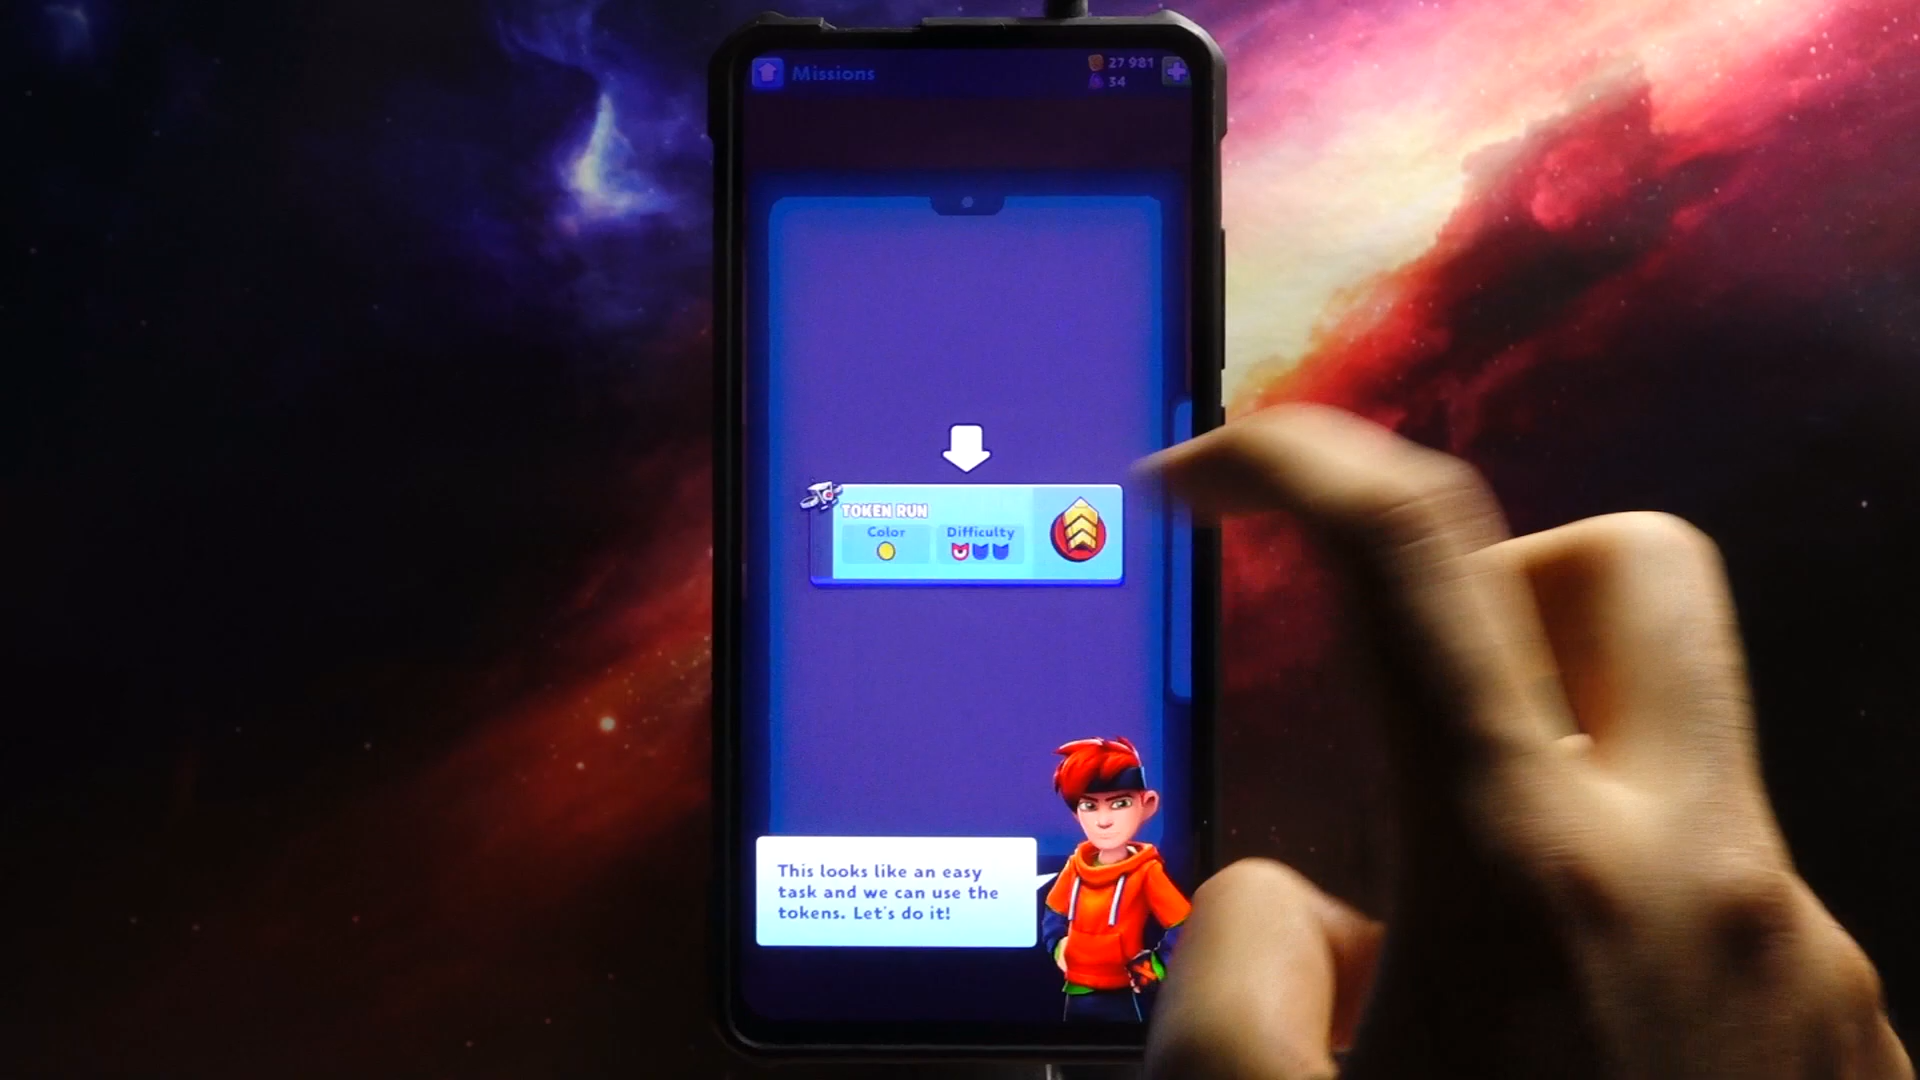 Missions
27 981
34
TOKEN RUN
Color
Difficulty
This looks like an easy
task and we can use the
tokens. Let's do it!